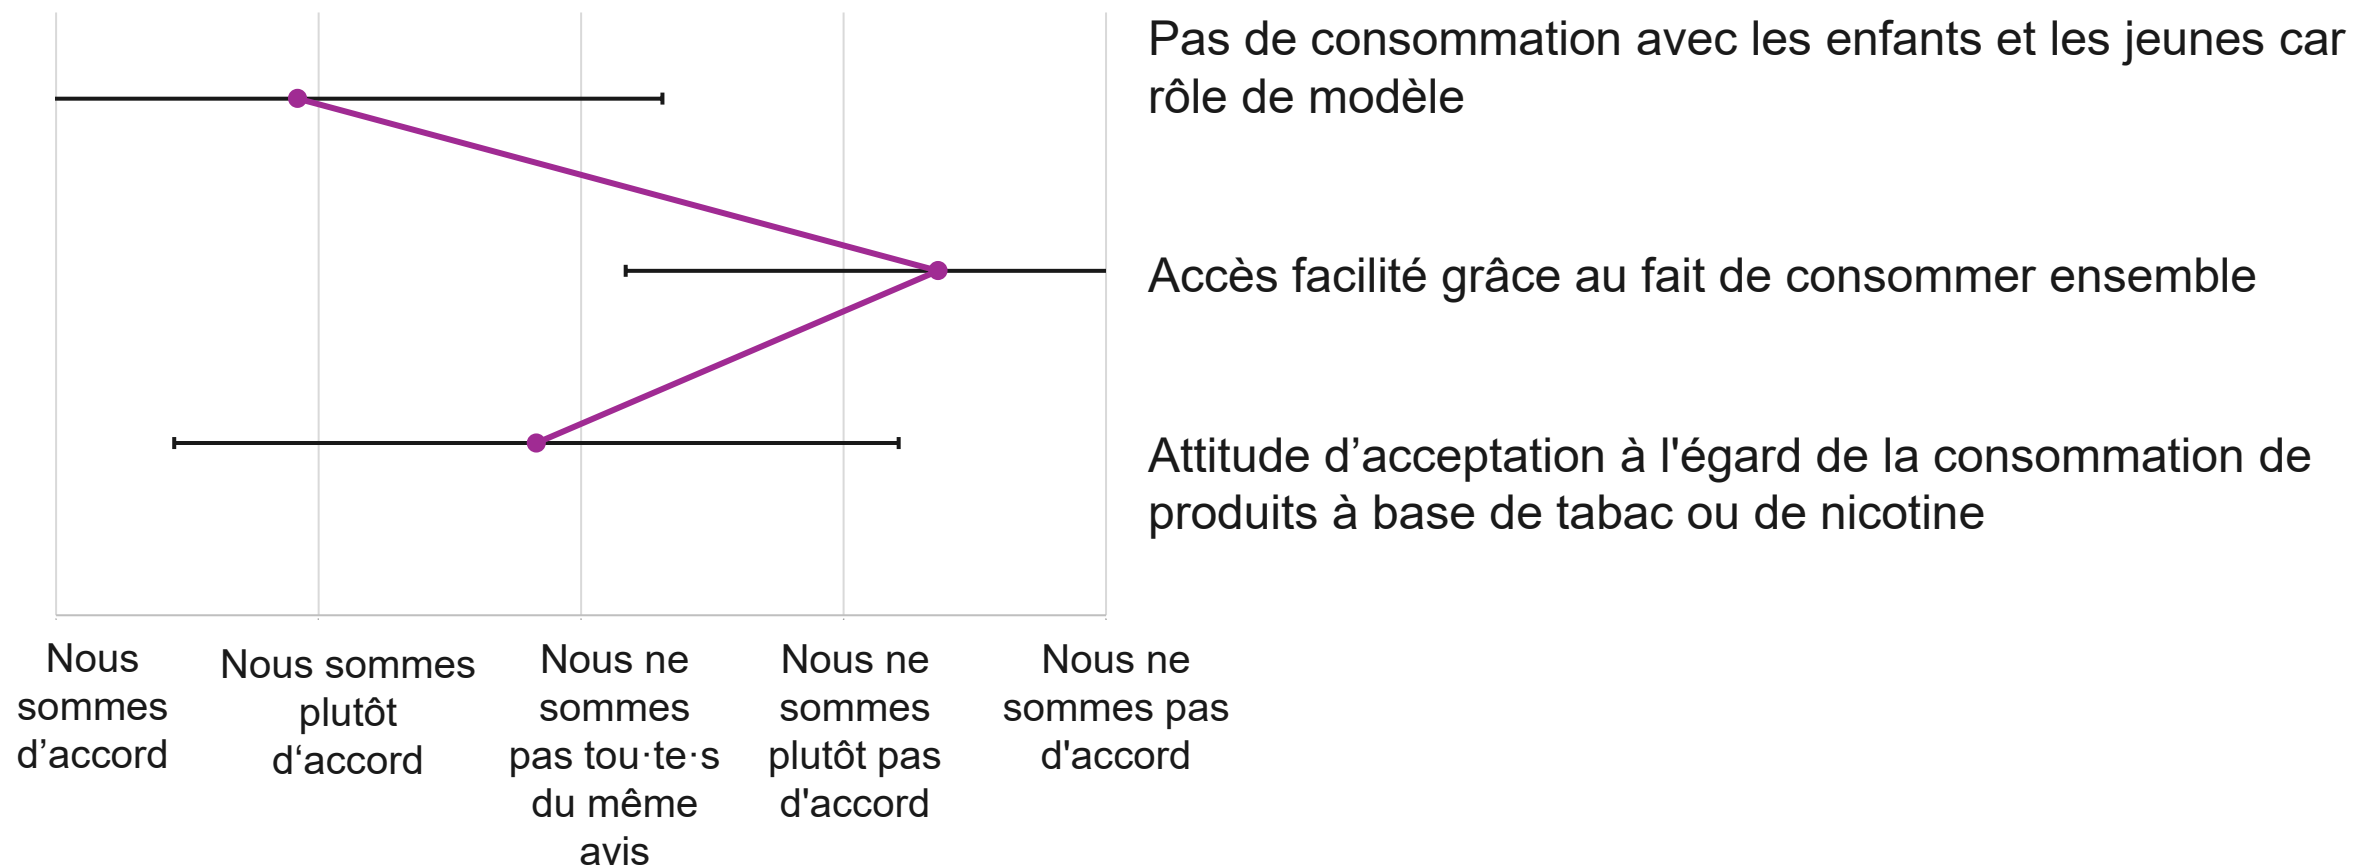 Pas de consommation avec les enfants et les jeunes car
rôle de modèle
Accès facilité grâce au fait de consommer ensemble
Attitude d’acceptation à l'égard de la consommation de
produits à base de tabac ou de nicotine
Nous
sommes
d’accord
Nous sommes
plutôt
d‘accord
Nous ne
sommes
pas tou·te·s
du même
avis
Nous ne
sommes
plutôt pas
d'accord
Nous ne
sommes pas
d'accord